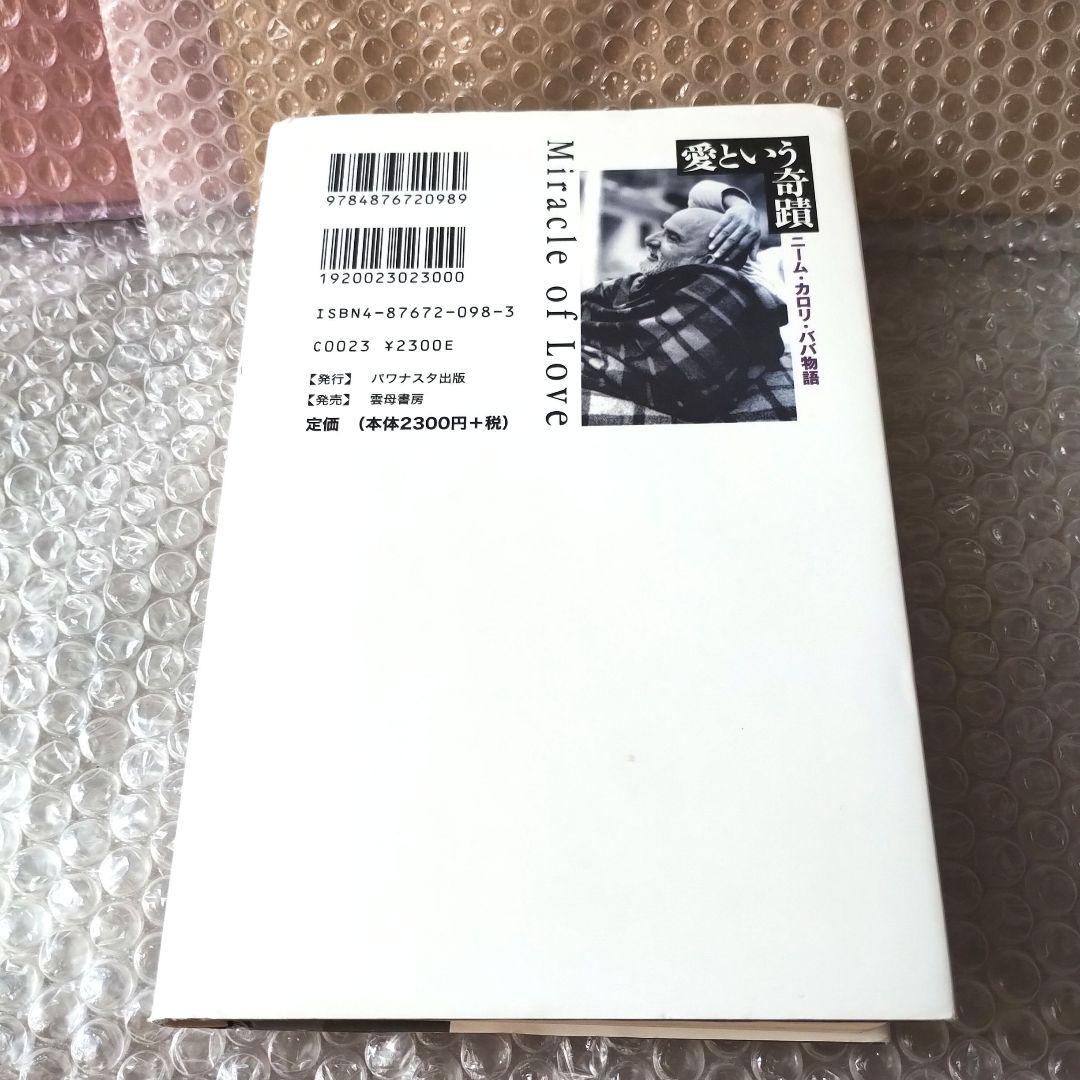 9784876720989
1920023023000
ISBN4-87672-098-3
C0023 ¥2300E
【発行】 パワナスタ出版
【発売】 雲母書房
定価 (本体2300円+税)
Miracle of Love
愛という
奇蹟
ニーム・カロリ・ババ物語